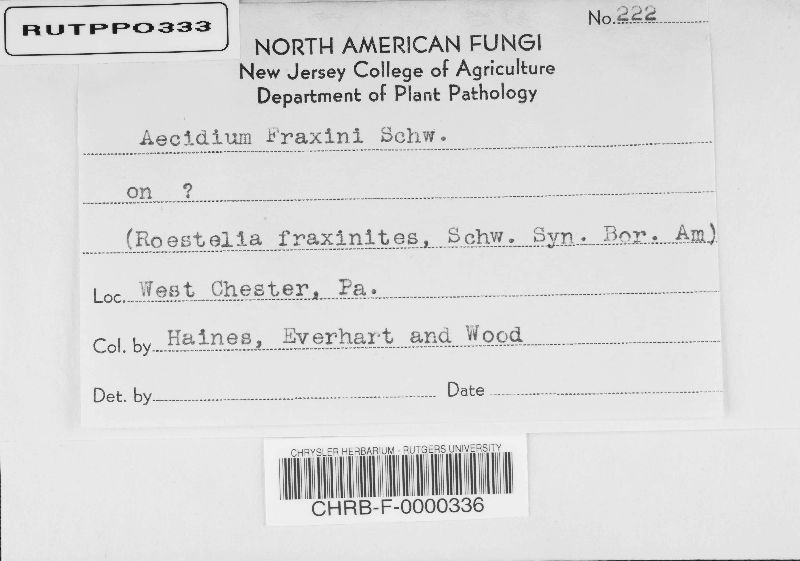 RUTPPO333
No. 222
NORTH AMERICAN FUNGI
New Jersey College of Agriculture
Department of Plant Pathology
Aecidium Fraxini Schw.
on ?
(Roestelia fraxinites, Schw. Syn. Bor. Am)
Loc. West Chester, Pa.
Col. by Haines, Everhart and Wood
Det. by Date
CHRYSLER HERBARIUM - RUTGERS UNIVERSITY
CHRB-F-0000336